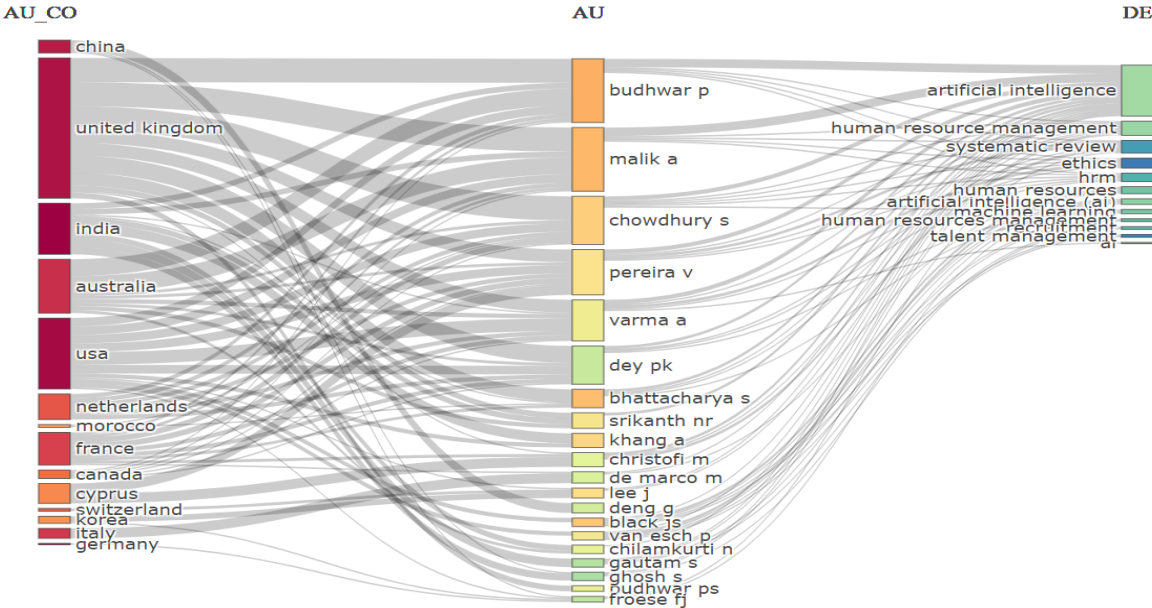 AU_CO
AU
DE
china
united kingdom
india
australia
usa
netherlands
morocco
france
canada
cyprus
switzerland
korea
italy
germany
budhwar p
malik a
chowdhury s
pereira v
varma a
dey pk
bhattacharya s
srikanth nr
khang a
christofi m
de marco m
lee j
deng g
black js
van esch p
chilamkurti n
gautam s
ghosh s
budhwar ps
froese fj
artificial intelligence
human resource management
systematic review
ethics
hrm
human resources
artificial intelligence (ai)
machine learning
human resources management
recruitment
talent management
ai